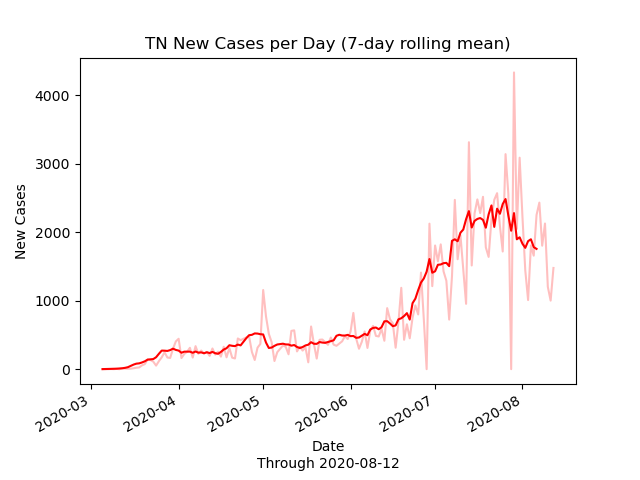 TN New Cases per Day (7-day rolling mean)
New Cases
4000
3000
2000
1000
0
2020-03
2020-04
2020-05
2020-06
2020-07
2020-08
Date
Through 2020-08-12